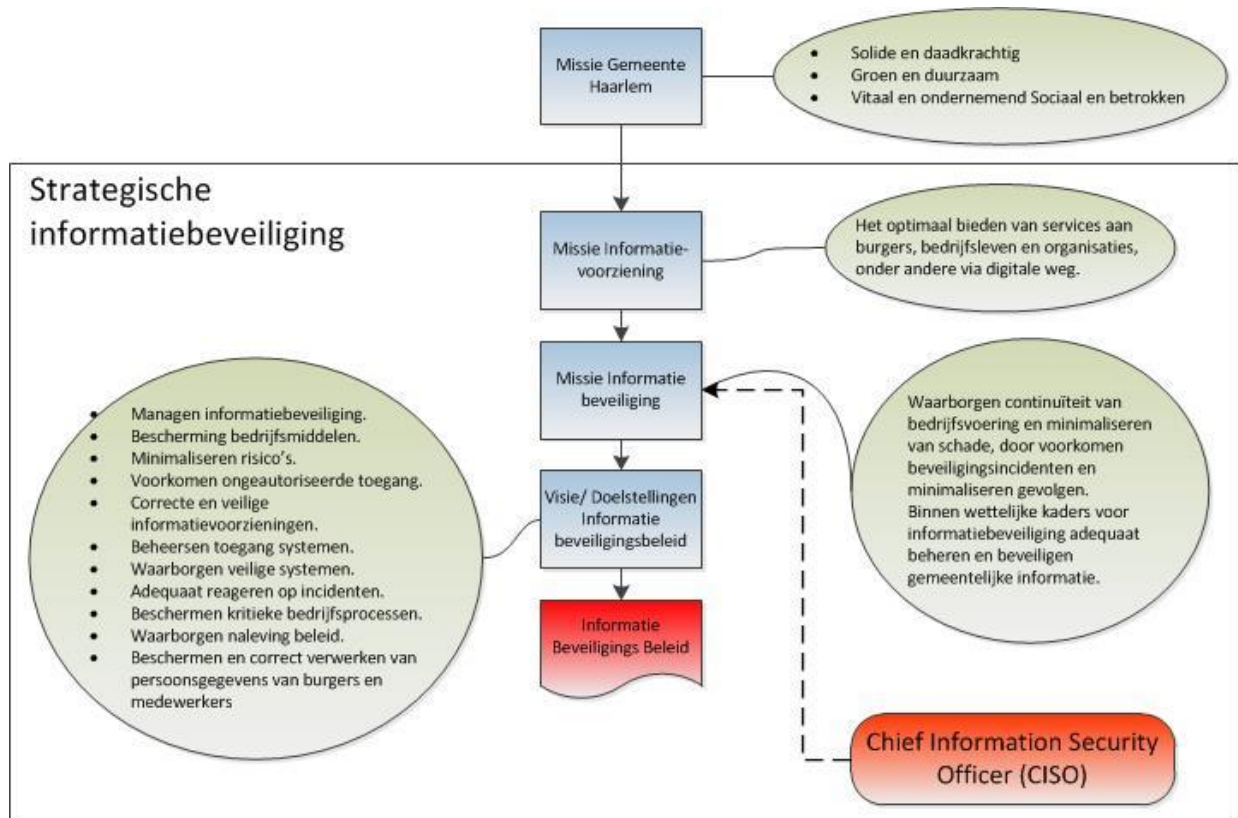 Missie Gemeente
Haarlem
• Solide en daadkrachtig
• Groen en duurzaam
• Vitaal en ondernemend Sociaal en betrokken
Strategische
informatiebeveiliging
Missie Informatie-
voorziening
Het optimaal bieden van services aan
burgers, bedrijfsleven en organisaties,
onder andere via digitale weg.
Missie Informatie
beveiliging
Waarborgen continuïteit van
bedrijfsvoering en minimaliseren
van schade, door voorkomen
beveiligingsincidenten en
minimaliseren gevolgen.
Binnen wettelijke kaders voor
informatiebeveiliging adequaat
beheren en beveiligen
gemeentelijke informatie.
• Managen informatiebeveiliging.
• Bescherming bedrijfsmiddelen.
• Minimaliseren risico's.
• Voorkomen ongeautoriseerde toegang.
• Correcte en veilige
informatievoorzieningen.
• Beheersen toegang systemen.
• Waarborgen veilige systemen.
• Adequaat reageren op incidenten.
• Beschermen kritieke bedrijfsprocessen.
• Waarborgen naleving beleid.
• Beschermen en correct verwerken van
persoonsgegevens van burgers en
medewerkers
Visie/ Doelstellingen
Informatie
beveiligingsbeleid
Informatie
Beveiligings Beleid
Chief Information Security
Officer (CISO)